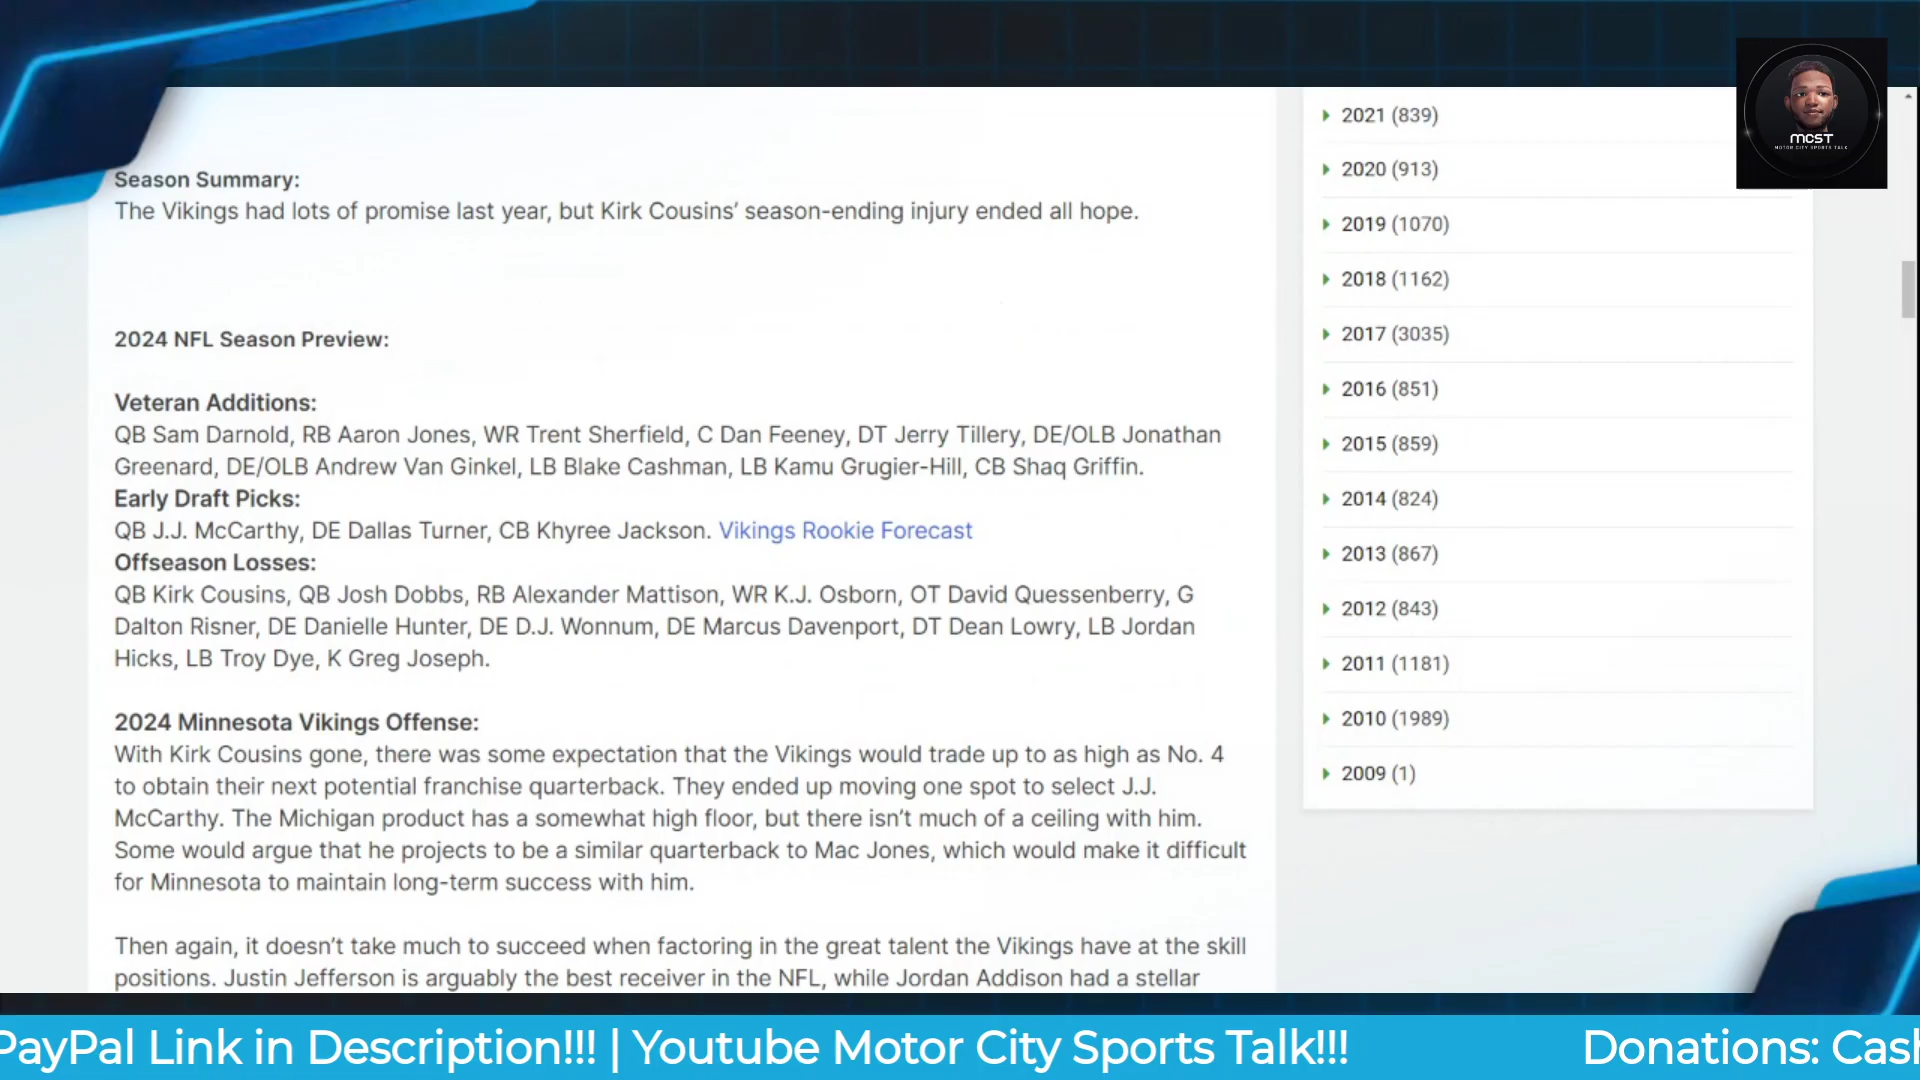 Season Summary:
The Vikings had lots of promise last year, but Kirk Cousins’ season-ending injury ended all hope.
2024 NFL Season Preview:
Veteran Additions:
QB Sam Darnold, RB Aaron Jones, WR Trent Sherfield, C Dan Feeney, DT Jerry Tillery, DE/OLB Jonathan
Greenard, DE/OLB Andrew Van Ginkel, LB Blake Cashman, LB Kamu Grugier-Hill, CB Shaq Griffin.
Early Draft Picks:
QB J.J. McCarthy, DE Dallas Turner, CB Khyree Jackson. Vikings Rookie Forecast
Offseason Losses:
QB Kirk Cousins, QB Josh Dobbs, RB Alexander Mattison, WR K.J. Osborn, OT David Quessenberry, G
Dalton Risner, DE Danielle Hunter, DE D.J. Wonnum, DE Marcus Davenport, DT Dean Lowry, LB Jordan
Hicks, LB Troy Dye, K Greg Joseph.
2024 Minnesota Vikings Offense:
With Kirk Cousins gone, there was some expectation that the Vikings would trade up to as high as No. 4
to obtain their next potential franchise quarterback. They ended up moving one spot to select J.J.
McCarthy. The Michigan product has a somewhat high floor, but there isn’t much of a ceiling with him.
Some would argue that he projects to be a similar quarterback to Mac Jones, which would make it difficult
for Minnesota to maintain long-term success with him.
Then again, it doesn’t take much to succeed when factoring in the great talent the Vikings have at the skill
positions. Justin Jefferson is arguably the best receiver in the NFL, while Jordan Addison had a stellar
2021 (839)
2020 (913)
2019 (1070)
2018 (1162)
2017 (3035)
2016 (851)
2015 (859)
2014 (824)
2013 (867)
2012 (843)
2011 (1181)
2010 (1989)
2009 (1)
MCST
MOTOR CITY SPORTS TALK
PayPal Link in Description!!! | Youtube Motor City Sports Talk!!!
Donations: Cash